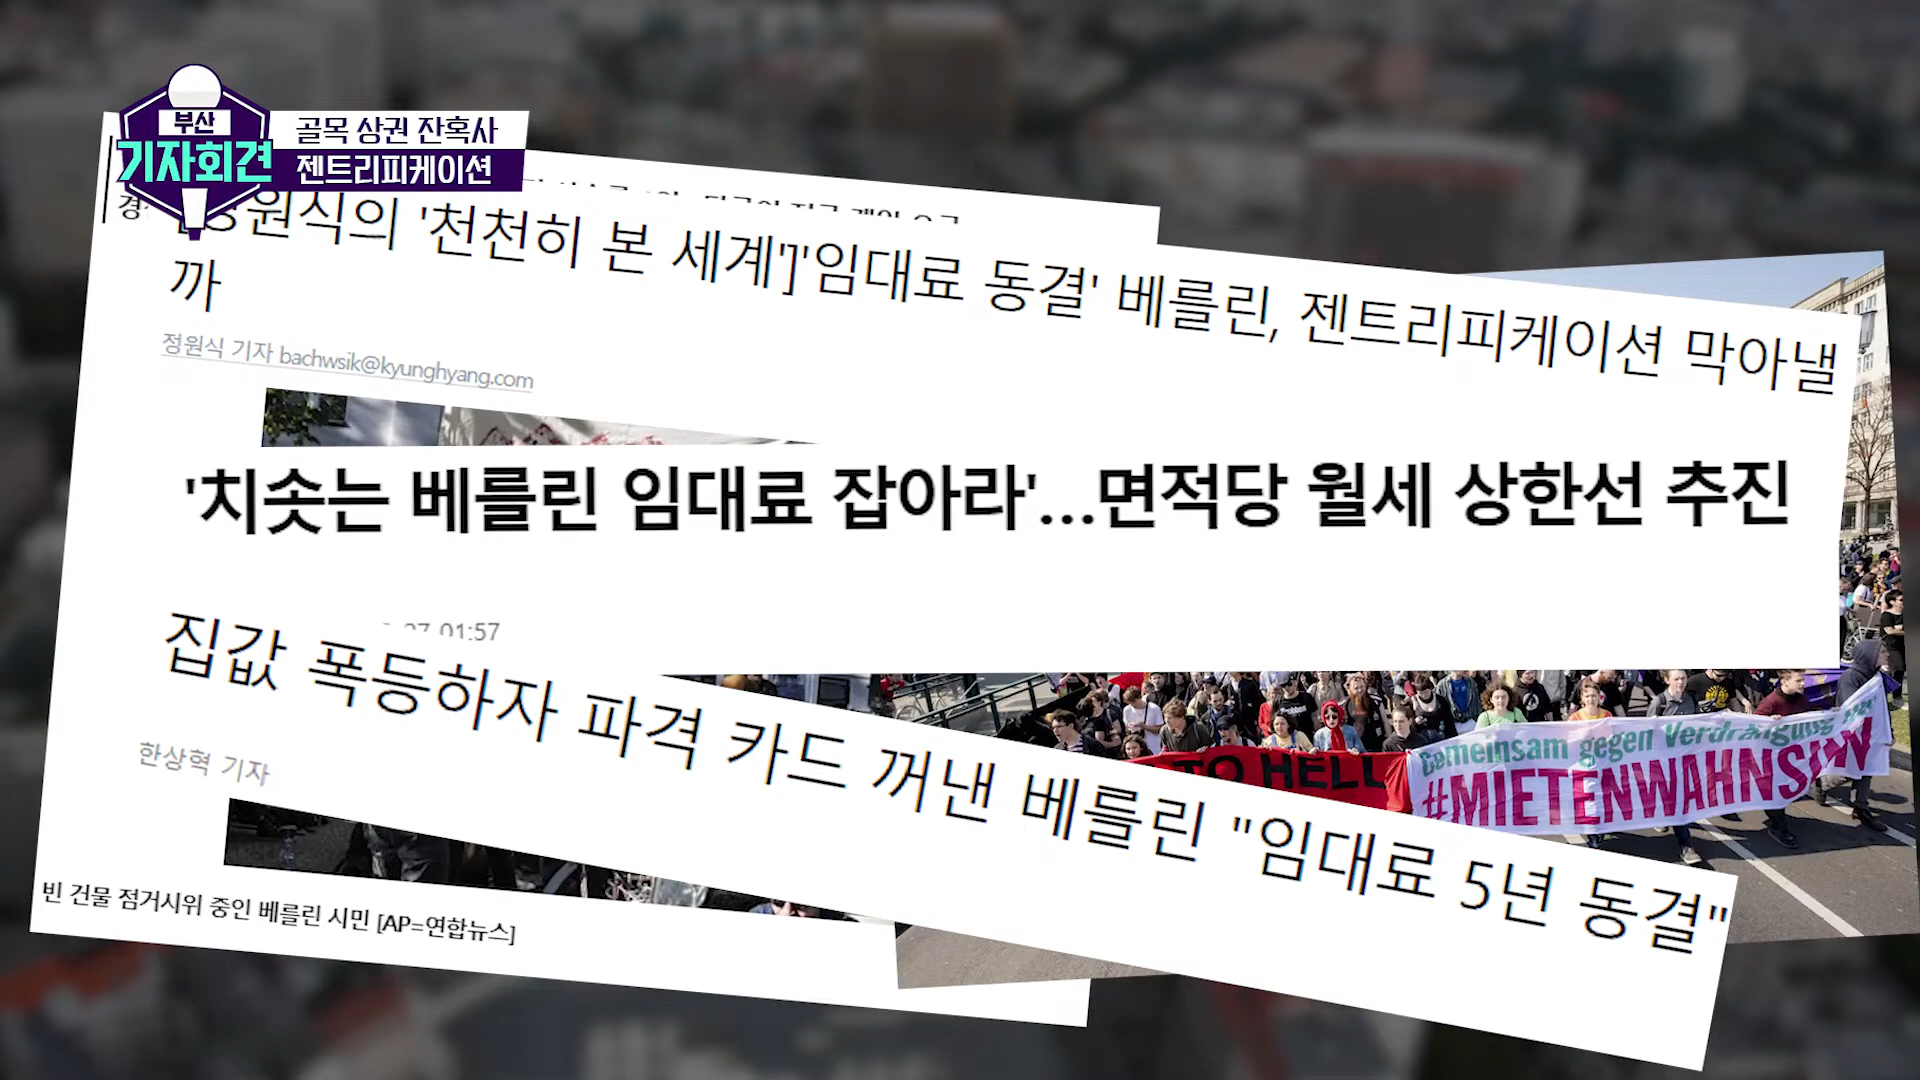 부산
기자회견
골목 상권 잔혹사
젠트리피케이션
'천천히 본 세계']'임대료 동결' 베를린, 젠트리피케이션 막아낼
까
정원식 기자 bachwsik@kyunghyang.com
'치솟는 베를린 임대료 잡아라'...면적당 월세 상한선 추진
01:57
집값 폭등하자 파격 카드 꺼낸 베를린 "임대료 5년 동결"
한상혁 기자
TO HELL
Gemeinsam gegen Verdrängung
#MIETENWAHNSINN
빈 건물 점거시위 중인 베를린 시민 [AP=연합뉴스]